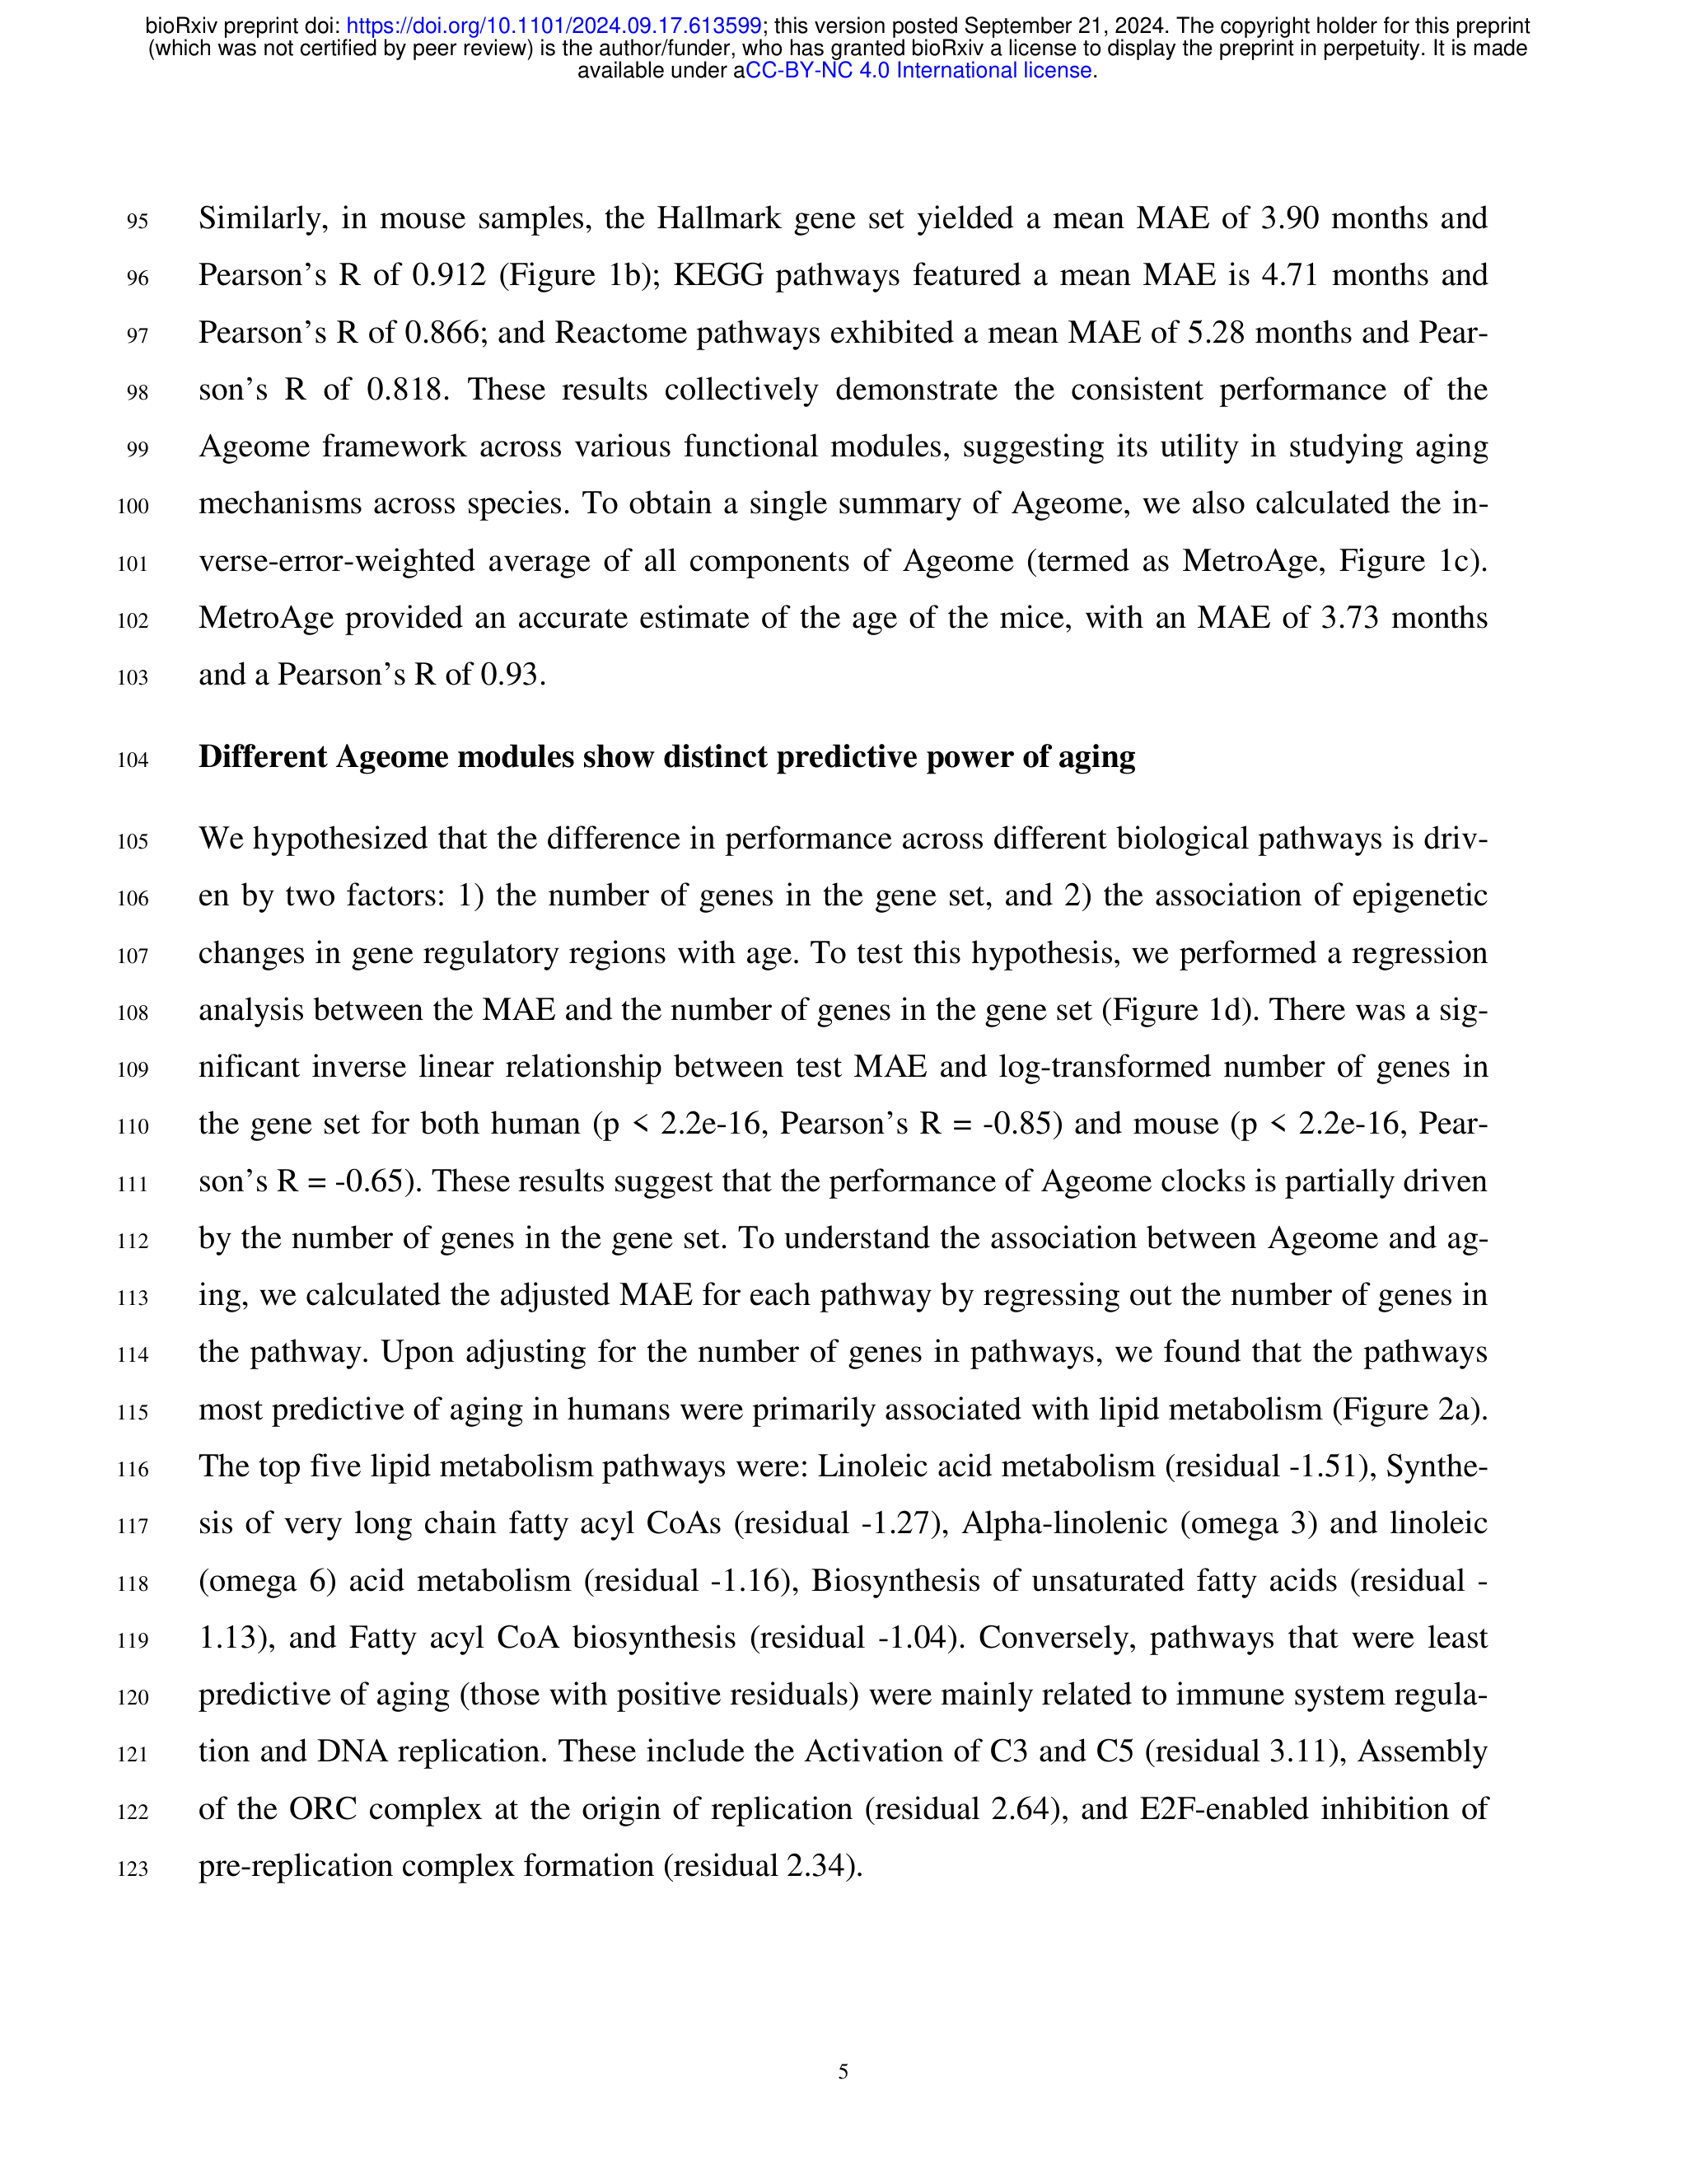 bioRxiv preprint doi: https://doi.org/10.1101/2024.09.17.613599; this version posted September 21, 2024. The copyright holder for this preprint
(which was not certified by peer review) is the author/funder, who has granted bioRxiv a license to display the preprint in perpetuity. It is made
available under aCC-BY-NC 4.0 International license.
95 Similarly, in mouse samples, the Hallmark gene set yielded a mean MAE of 3.90 months and
96 Pearson’s R of 0.912 (Figure 1b); KEGG pathways featured a mean MAE is 4.71 months and
97 Pearson’s R of 0.866; and Reactome pathways exhibited a mean MAE of 5.28 months and Pear-
98 son’s R of 0.818. These results collectively demonstrate the consistent performance of the
99 Ageome framework across various functional modules, suggesting its utility in studying aging
100 mechanisms across species. To obtain a single summary of Ageome, we also calculated the in-
101 verse-error-weighted average of all components of Ageome (termed as MetroAge, Figure 1c).
102 MetroAge provided an accurate estimate of the age of the mice, with an MAE of 3.73 months
103 and a Pearson’s R of 0.93.
104 Different Ageome modules show distinct predictive power of aging
105 We hypothesized that the difference in performance across different biological pathways is driv-
106 en by two factors: 1) the number of genes in the gene set, and 2) the association of epigenetic
107 changes in gene regulatory regions with age. To test this hypothesis, we performed a regression
108 analysis between the MAE and the number of genes in the gene set (Figure 1d). There was a sig-
109 nificant inverse linear relationship between test MAE and log-transformed number of genes in
110 the gene set for both human (p < 2.2e-16, Pearson’s R = -0.85) and mouse (p < 2.2e-16, Pear-
111 son’s R = -0.65). These results suggest that the performance of Ageome clocks is partially driven
112 by the number of genes in the gene set. To understand the association between Ageome and ag-
113 ing, we calculated the adjusted MAE for each pathway by regressing out the number of genes in
114 the pathway. Upon adjusting for the number of genes in pathways, we found that the pathways
115 most predictive of aging in humans were primarily associated with lipid metabolism (Figure 2a).
116 The top five lipid metabolism pathways were: Linoleic acid metabolism (residual -1.51), Synthe-
117 sis of very long chain fatty acyl CoAs (residual -1.27), Alpha-linolenic (omega 3) and linoleic
118 (omega 6) acid metabolism (residual -1.16), Biosynthesis of unsaturated fatty acids (residual -
119 1.13), and Fatty acyl CoA biosynthesis (residual -1.04). Conversely, pathways that were least
120 predictive of aging (those with positive residuals) were mainly related to immune system regula-
121 tion and DNA replication. These include the Activation of C3 and C5 (residual 3.11), Assembly
122 of the ORC complex at the origin of replication (residual 2.64), and E2F-enabled inhibition of
123 pre-replication complex formation (residual 2.34).
5